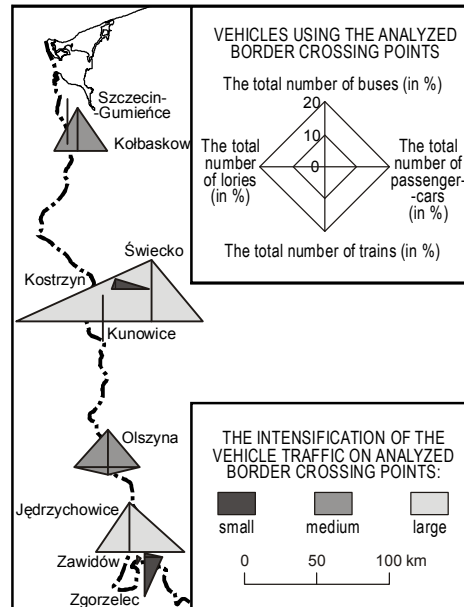 VEHICLES USING THE ANALYZED
BORDER CROSSING POINTS
The total number of buses (in %)
20
10
0
The total
number
of lories
(in %)
The total
number of
passenger-
-cars
(in %)
The total number of trains (in %)
Szczecin-
-Gumieńce
Kołbaskow
Świecko
Kostrzyn
Kunowice
Olszyna
Jędrzychowice
Zawidów
Zgorzelec
THE INTENSIFICATION OF THE
VEHICLE TRAFFIC ON ANALYZED
BORDER CROSSING POINTS:
small medium large
0 50 100 km